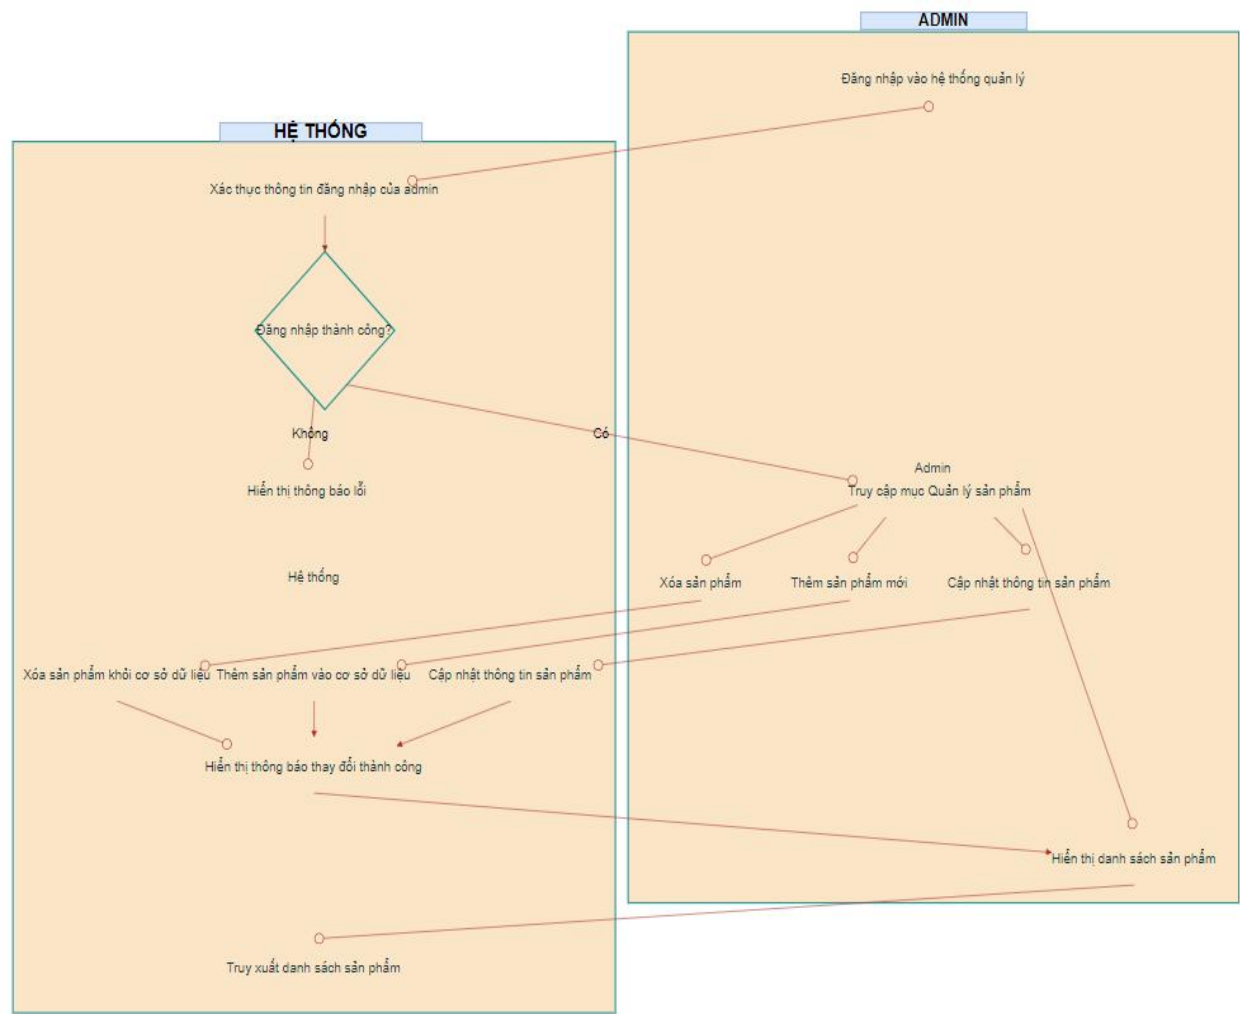 ADMIN
Đăng nhập vào hệ thống quản lý
HỆ THỐNG
Xác thực thông tin đăng nhập của admin
Đăng nhập thành công?
Không
Có
Admin
Truy cập mục Quản lý sản phẩm
Hiển thị thông báo lỗi
Hệ thống
Xóa sản phẩm
Thêm sản phẩm mới
Cập nhật thông tin sản phẩm
Xóa sản phẩm khỏi cơ sở dữ liệu
Thêm sản phẩm vào cơ sở dữ liệu
Cập nhật thông tin sản phẩm
Hiển thị thông báo thay đổi thành công
Hiển thị danh sách sản phẩm
Truy xuất danh sách sản phẩm